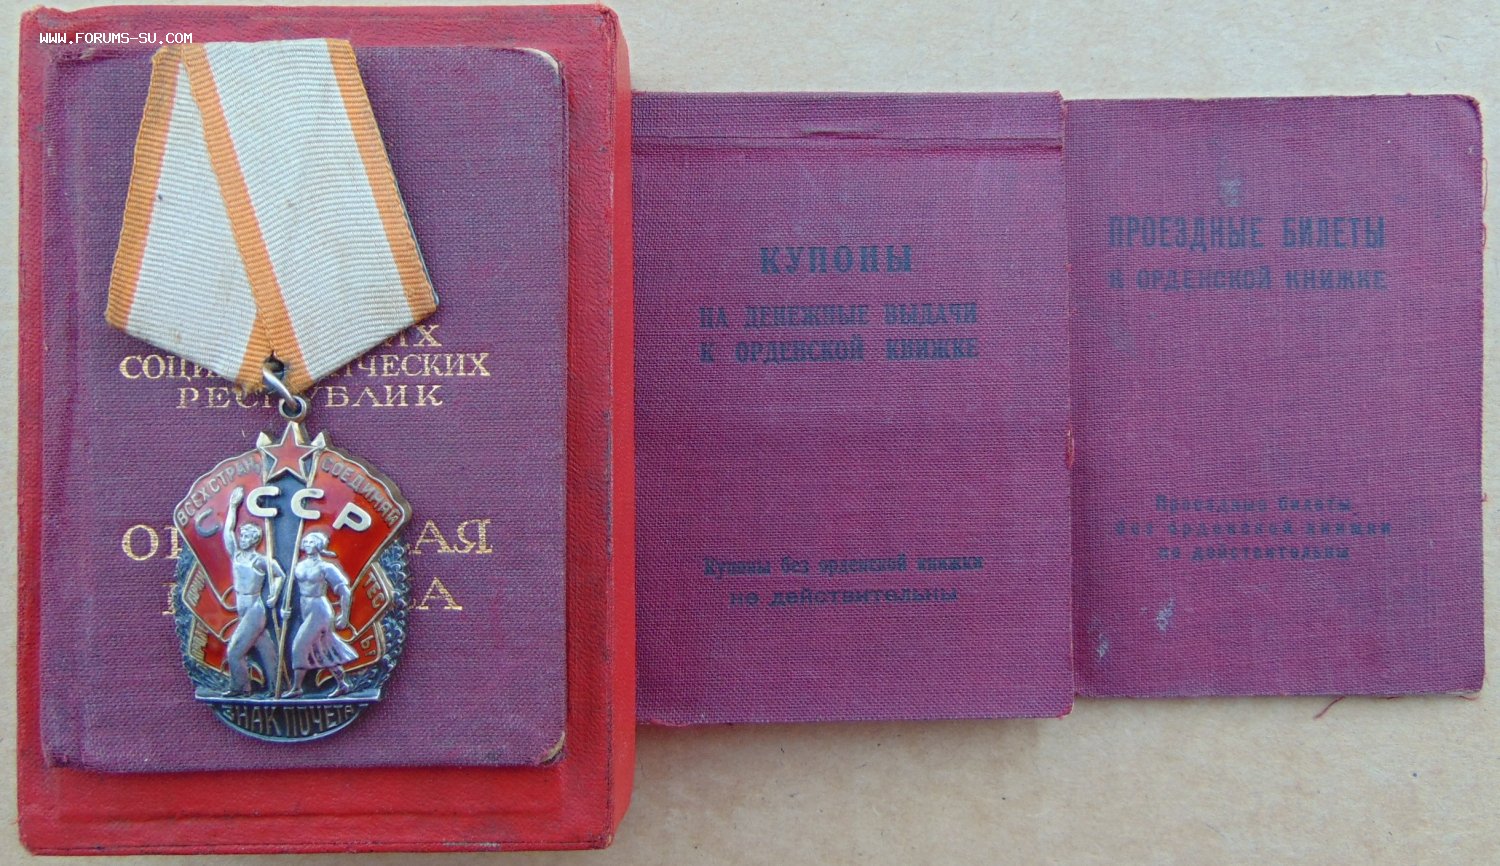 WWW.FORUMS-SU.COM
РЕСПУБЛИК
ВСЕХ СТРАН, СОЕДИНЯЙ
СССР
ЗНАК ПОЧЕТА
КУПОНЫ
НА ДЕНЕЖНЫЕ ВЫДАЧИ
К ОРДЕНСКОЙ КНИЖКЕ
Купоны без орденской книжки
не действительны
ПРОЕЗДНЫЕ БИЛЕТЫ
К ОРДЕНСКОЙ КНИЖКЕ
Проездные билеты
без орденской книжки
не действительны